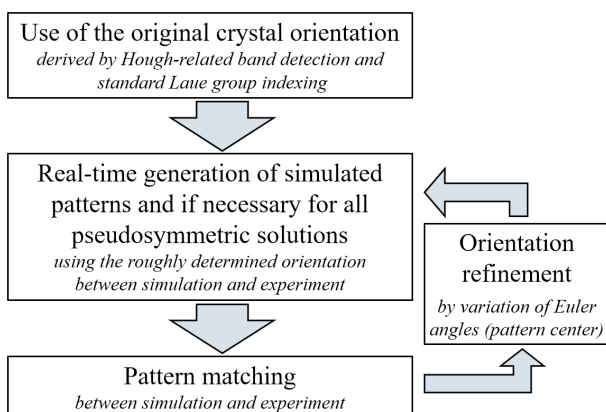 Use of the original crystal orientation
derived by Hough-related band detection and
standard Laue group indexing
Real-time generation of simulated
patterns and if necessary for all
pseudosymmetric solutions
using the roughly determined orientation
between simulation and experiment
Orientation
refinement
by variation of Euler
angles (pattern center)
Pattern matching
between simulation and experiment